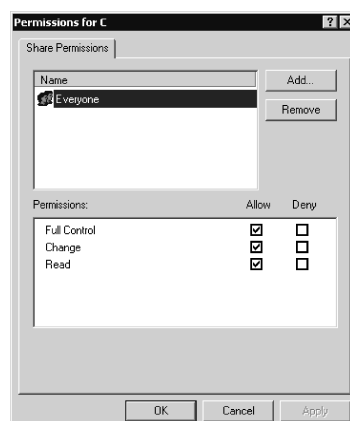 Permissions for C
Share Permissions
Name
Add...
Everyone
Remove
Permissions: Allow Deny
Full Control
Change
Read
OK Cancel Apply